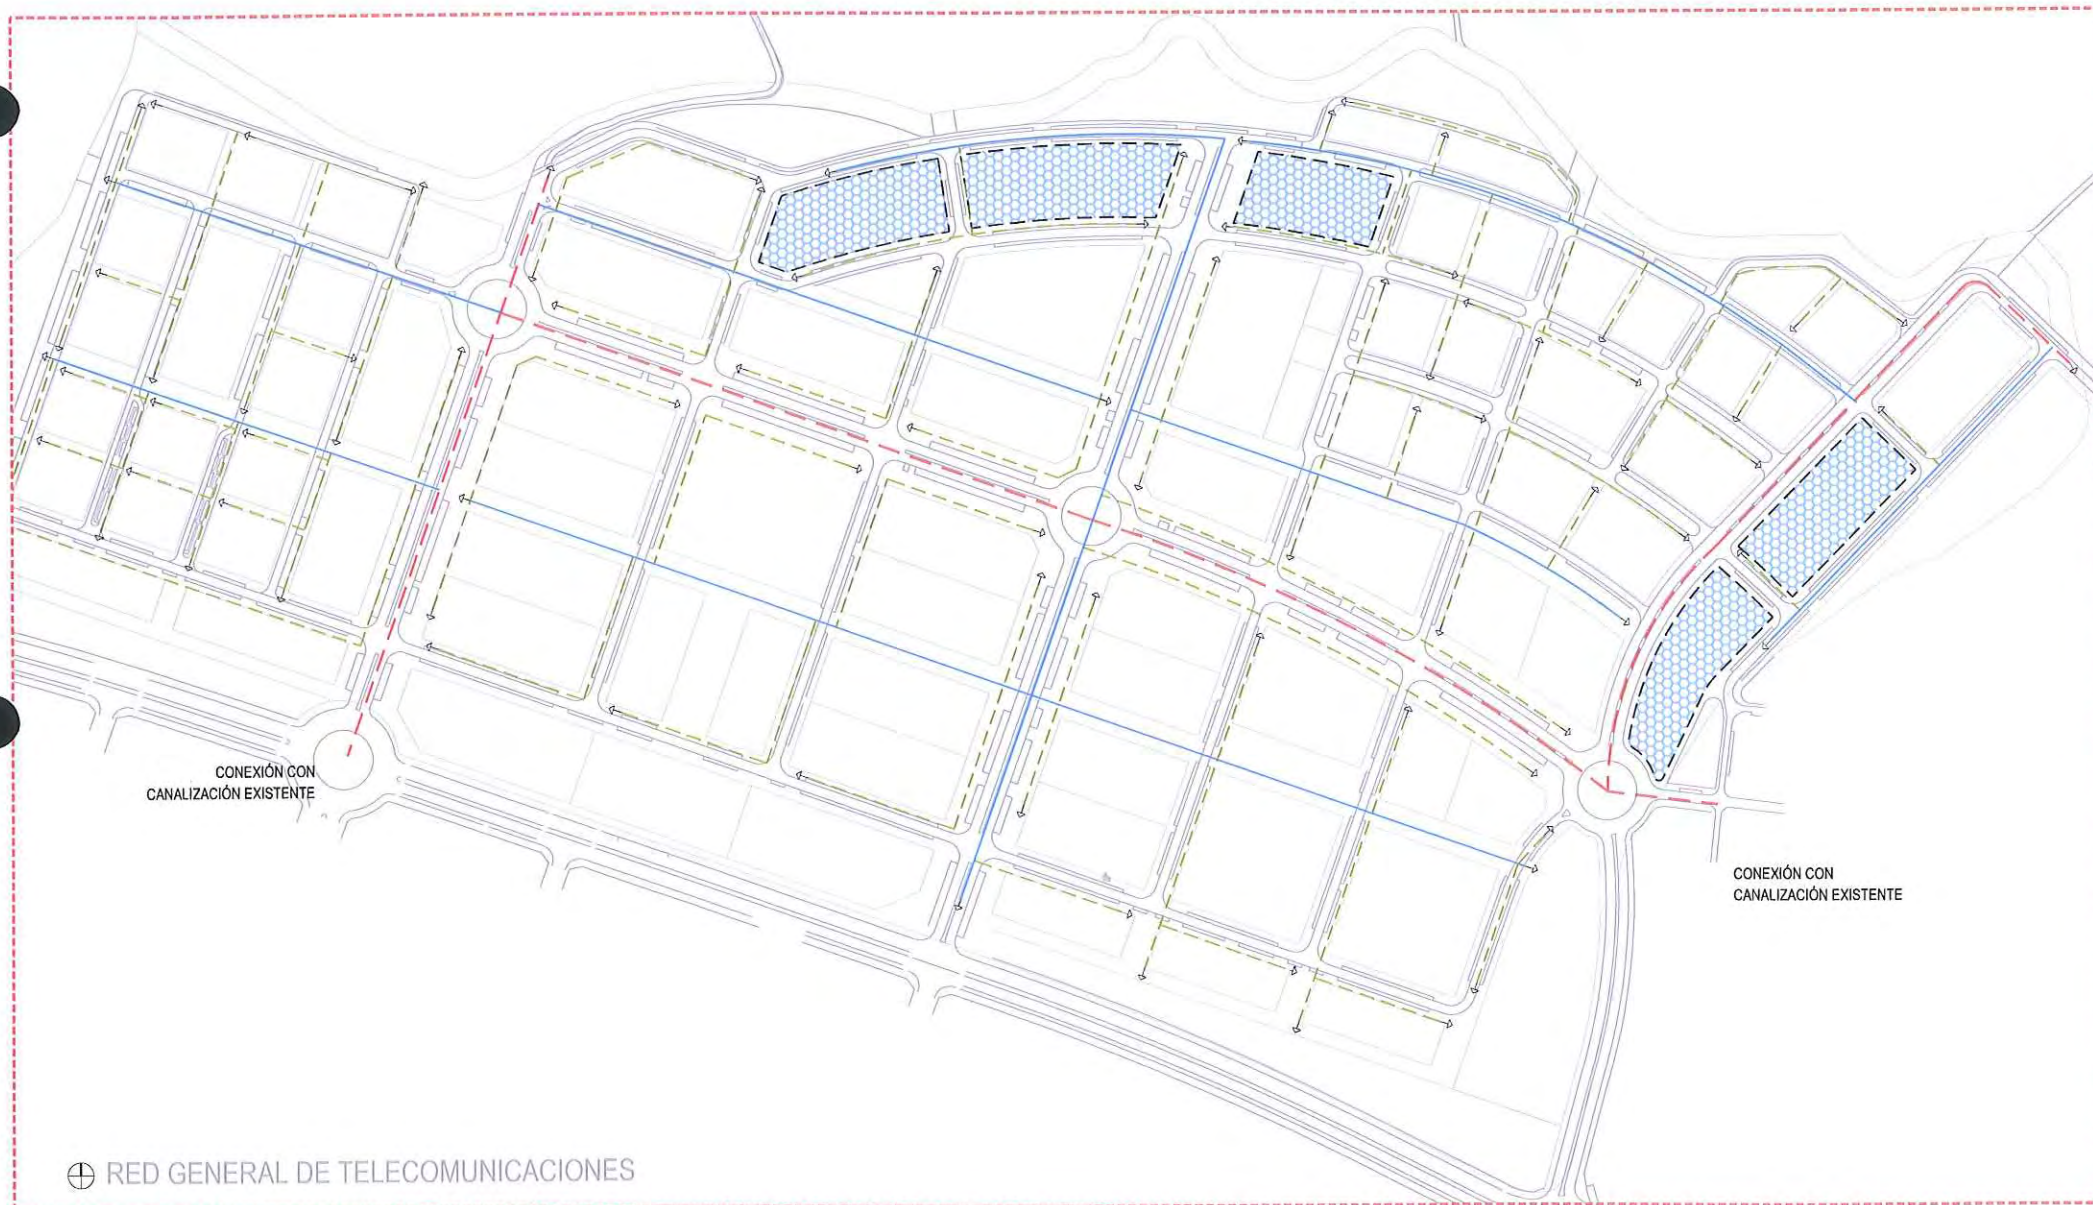 CONEXIÓN CON
CANALIZACIÓN EXISTENTE
CONEXIÓN CON
CANALIZACIÓN EXISTENTE
RED GENERAL DE TELECOMUNICACIONES